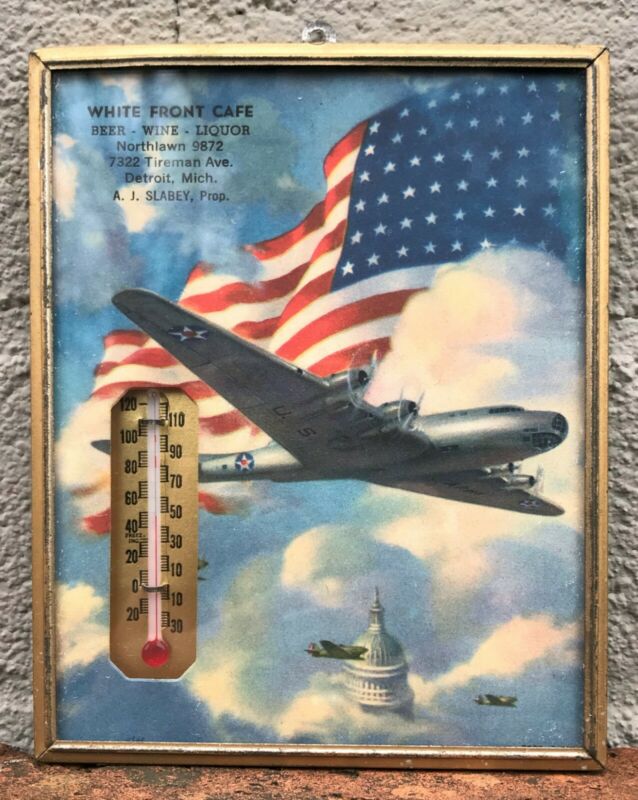 WHITE FRONT CAFE
BEER - WINE - LIQUOR
Northlawn 9872
7322 Tireman Ave.
Detroit, Mich.
A. J. SLABEY, Prop.
U. S.
120 110
100 90
80 70
60 50
40 30
20 10
0 10
20 30